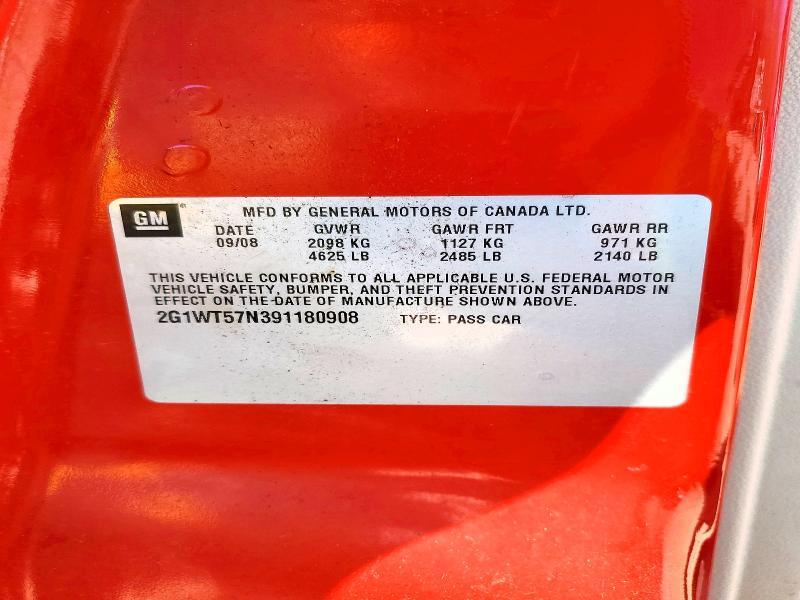 GM MFD BY GENERAL MOTORS OF CANADA LTD.
DATE GVWR GAWR FRT GAWR RR
09/08 2098 KG 1127 KG 971 KG
4625 LB 2485 LB 2140 LB
THIS VEHICLE CONFORMS TO ALL APPLICABLE U.S. FEDERAL MOTOR
VEHICLE SAFETY, BUMPER, AND THEFT PREVENTION STANDARDS IN
EFFECT ON THE DATE OF MANUFACTURE SHOWN ABOVE.
2G1WT57N391180908 TYPE: PASS CAR